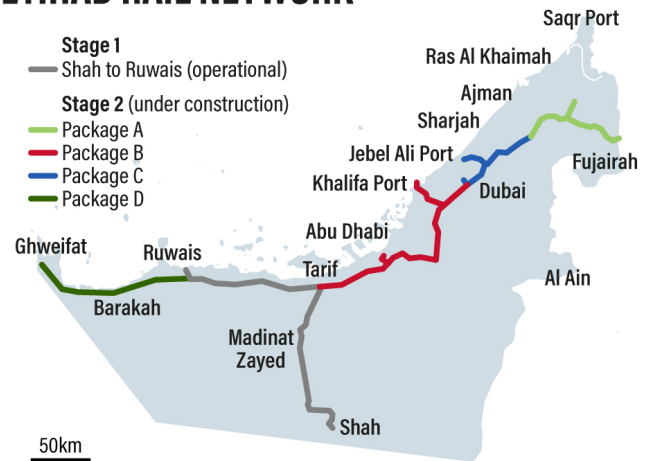 ETIHAD RAIL NETWORK
Stage 1
Shah to Ruwais (operational)
Stage 2 (under construction)
Package A
Package B
Package C
Package D
Saqr Port
Ras Al Khaimah
Ajman
Sharjah
Jebel Ali Port
Fujairah
Khalifa Port
Dubai
Abu Dhabi
Ghweifat
Ruwais
Tarif
Al Ain
Barakah
Madinat
Zayed
Shah
50km